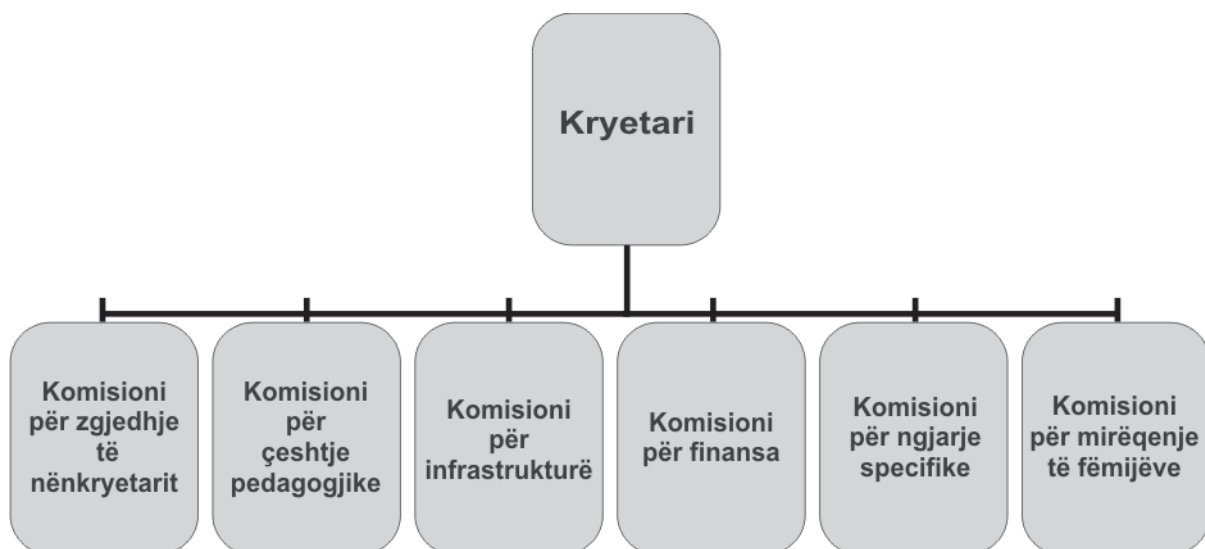 Kryetari
Komisioni
për zgjedhje
të
nënkryetarit
Komisioni
për
çeshtje
pedagogjike
Komisioni
për
infrastrukturë
Komisioni
për finansa
Komisioni
për ngjarje
specifike
Komisioni
për mirëqenje
të fëmijëve